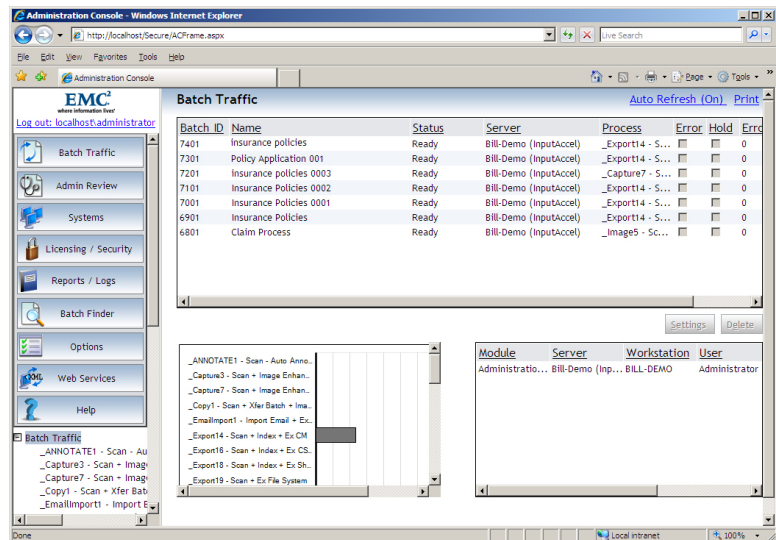 Administration Console - Windows Internet Explorer
http://localhost/Secure/ACFrame.aspx
Live Search
File Edit View Favorites Tools Help
Administration Console
Page Tools
EMC²
where information lives®
Log out: localhost\administrator
Batch Traffic
Admin Review
Systems
Licensing / Security
Reports / Logs
Batch Finder
Options
Web Services
Help
Batch Traffic
_ANNOTATE1 - Scan - Au
_Capture3 - Scan + Imag
_Capture7 - Scan + Imag
_Copy1 - Scan + Xfer Bat
_EmailImport1 - Import E
Batch Traffic
Auto Refresh (On) Print
Batch ID Name Status Server Process Error Hold Erro
7401 insurance policies Ready Bill-Demo (InputAccel) _Export14 - S... 0
7301 Policy Application 001 Ready Bill-Demo (InputAccel) _Export14 - S... 0
7201 insurance policies 0003 Ready Bill-Demo (InputAccel) _Capture7 - S... 0
7101 Insurance Policies 0002 Ready Bill-Demo (InputAccel) _Export14 - S... 0
7001 Insurance Policies 0001 Ready Bill-Demo (InputAccel) _Export14 - S... 0
6901 Insurance Policies Ready Bill-Demo (InputAccel) _Export14 - S... 0
6801 Claim Process Ready Bill-Demo (InputAccel) _Image5 - Sc... 0
Settings Delete
_ANNOTATE1 - Scan - Auto Anno..
_Capture3 - Scan + Image Enhan..
_Capture7 - Scan + Image Enhan..
_Copy1 - Scan + Xfer Batch + Ima..
_EmailImport1 - Import Email + Ex..
_Export14 - Scan + Index + Ex CM
_Export16 - Scan + Index + Ex CS..
_Export18 - Scan + Index + Ex Sh..
_Export19 - Scan + Ex File System
Module Server Workstation User
Administratio... Bill-Demo (Inp... BILL-DEMO Administrator
Done
Local intranet
100%